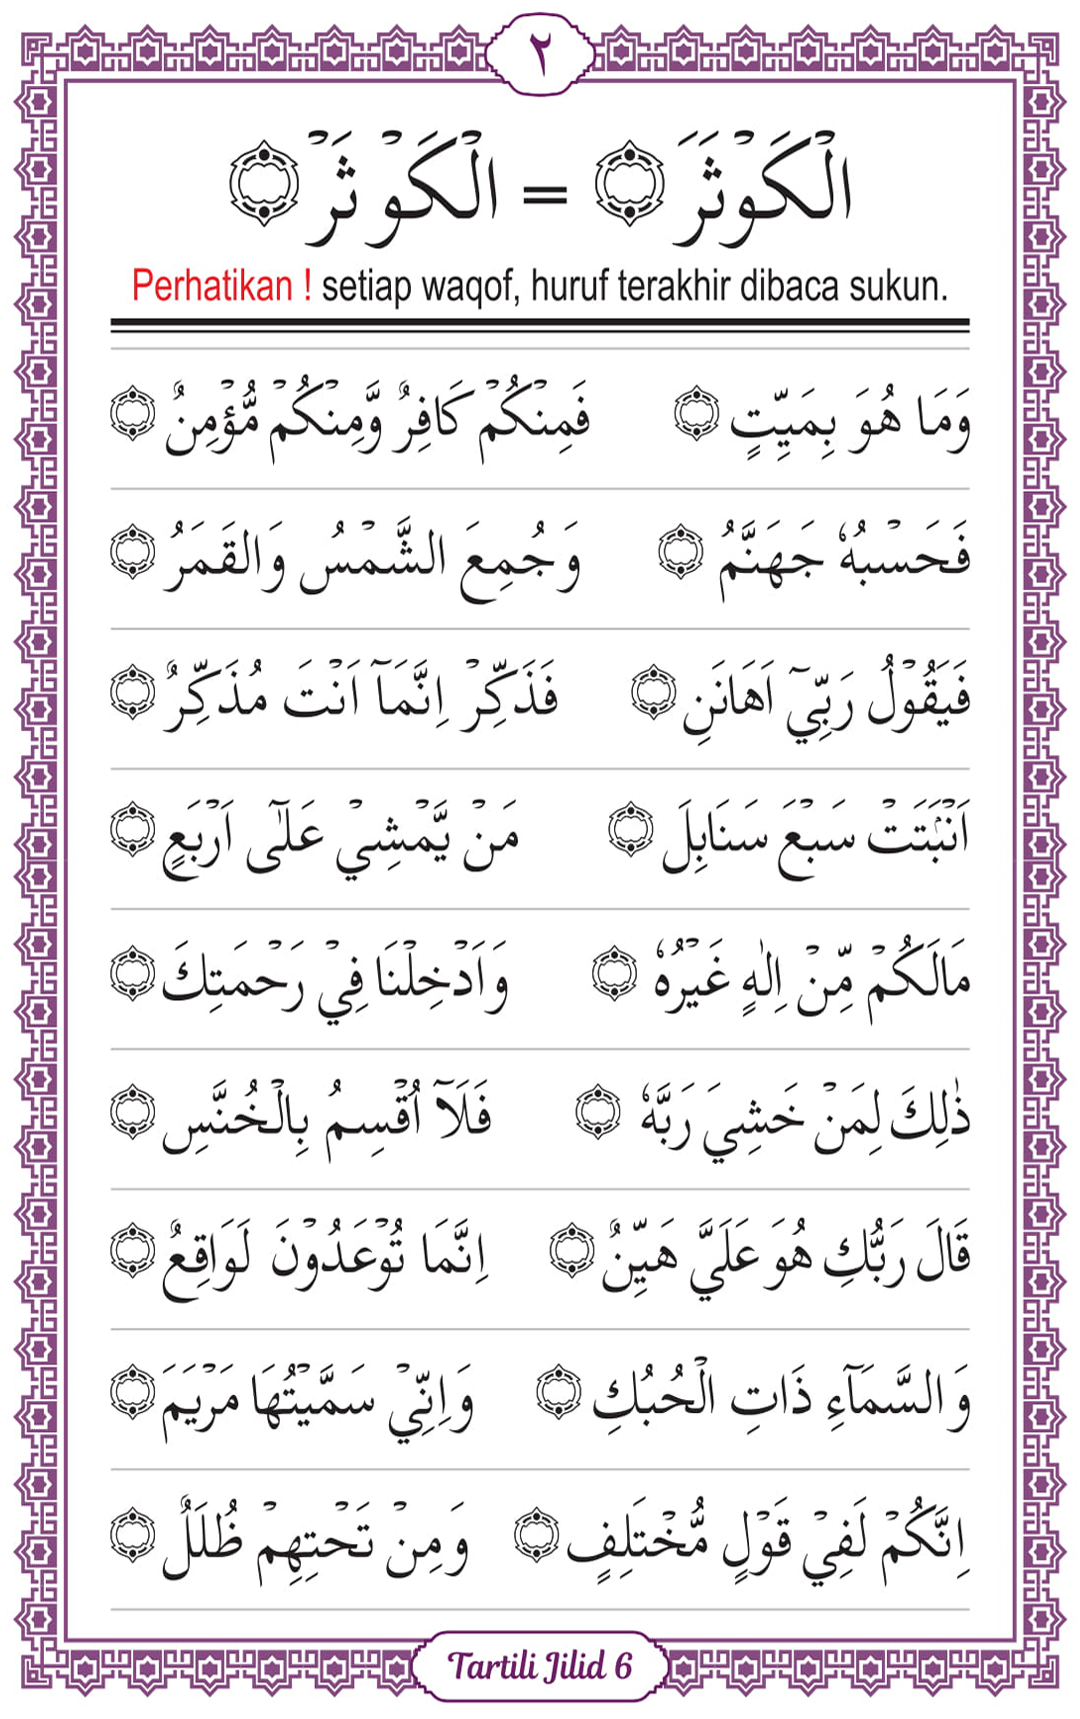 ٢
الْكَوْثَرَ ۝ = الْكَوْ ثَرْ ۝
Perhatikan ! setiap waqof, huruf terakhir dibaca sukun.
وَمَا هُوَ بِمَيِّتٍ ۝ فَمِنْكُمْ كَافِرٌ وَّمِنْكُمْ مُّؤْمِنٌ ۝
فَحَسْبُهٗ جَهَنَّمُ ۝ وَجُمِعَ الشَّمْسُ وَالقَمَرُ ۝
فَيَقُوْلُ رَبِّيٓ اَهَانَنِ ۝ فَذَكِّرْ اِنَّمَآ اَنْتَ مُذَكِّرٌ ۝
اَنْۢبَتَتْ سَبْعَ سَنَابِلَ ۝ مَنْ يَّمْشِيْ عَلٰٓى اَرْبَعٍ ۝
مَالَكُمْ مِّنْ اِلٰهٍ غَيْرُهٗ ۝ وَاَدْخِلْنَا فِيْ رَحْمَتِكَ ۝
ذٰلِكَ لِمَنْ خَشِيَ رَبَّهٗ ۝ فَلَآ اُقْسِمُ بِالْخُنَّسِ ۝
قَالَ رَبُّكِ هُوَ عَلَيَّ هَيِّنٌ ۝ اِنَّمَا تُوْعَدُوْنَ لَوَاقِعٌ ۝
وَالسَّمَآءِ ذَاتِ الْحُبُكِ ۝ وَاِنِّيْ سَمَّيْتُهَا مَرْيَمَ ۝
اِنَّكُمْ لَفِيْ قَوْلٍ مُّخْتَلِفٍ ۝ وَمِنْ تَحْتِهِمْ ظُلَلٌ ۝
Tartili Jilid 6